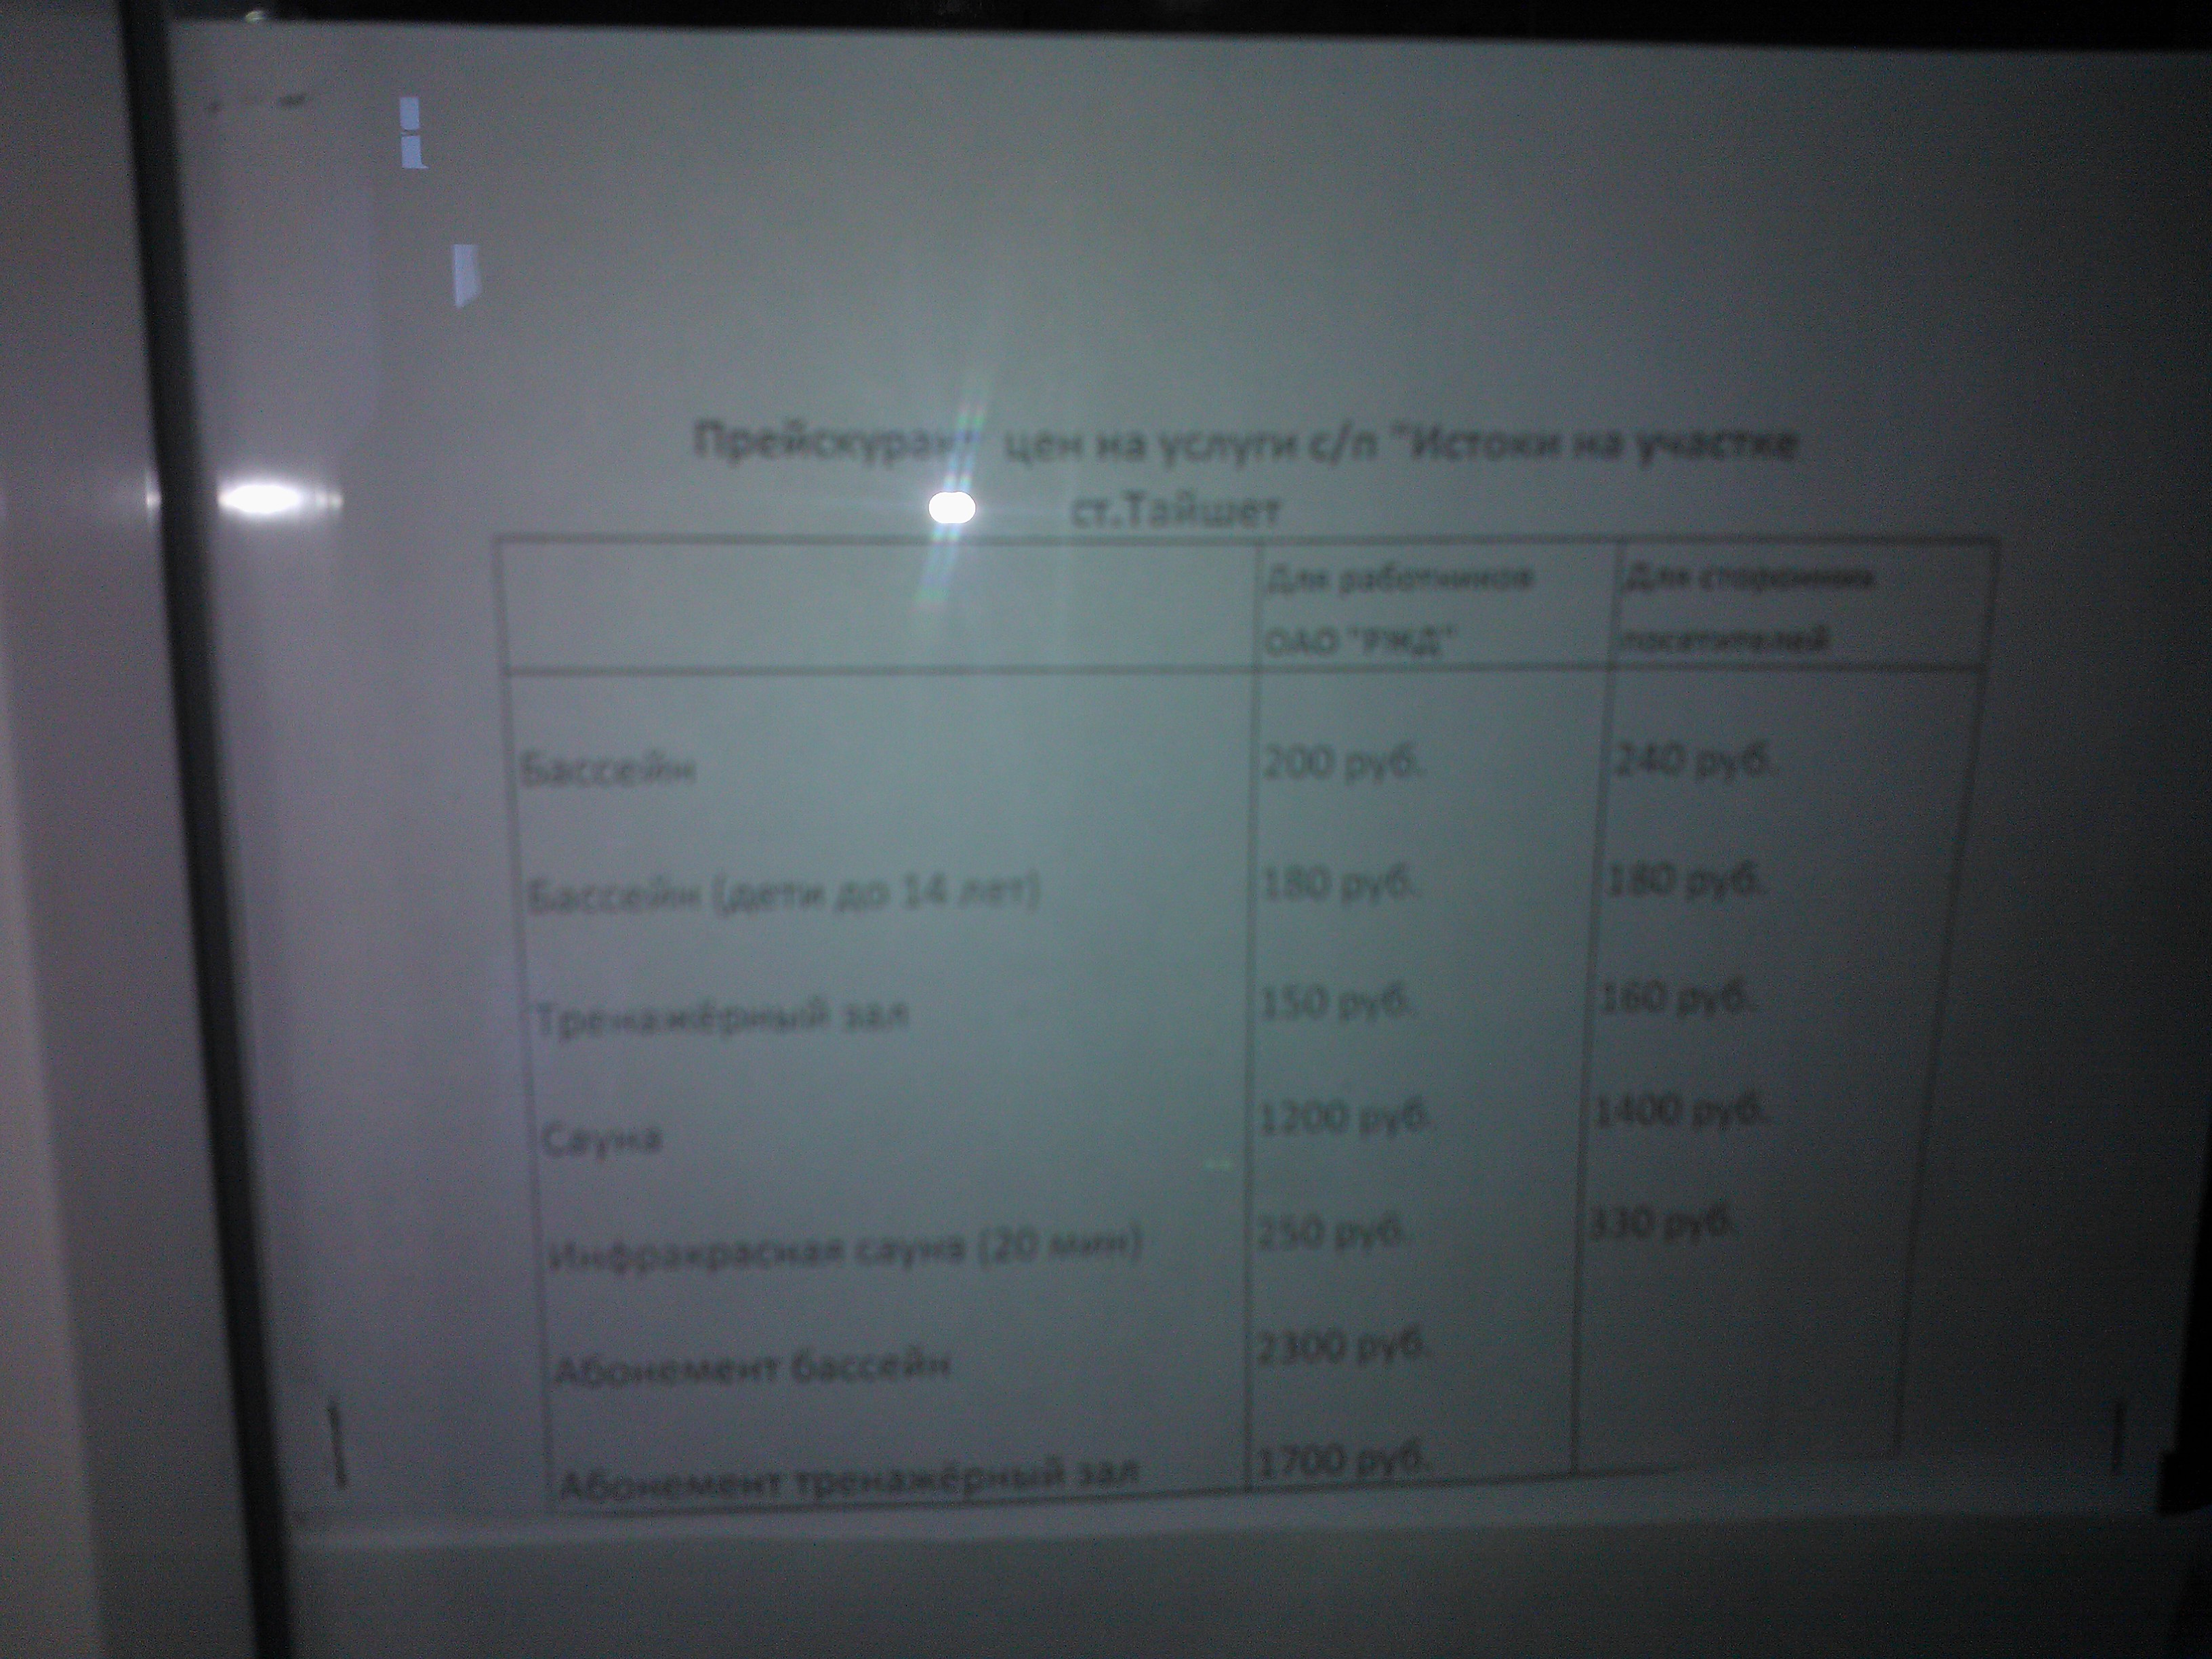 Прейскурант цен на услуги с/п "Истоки на участке
ст.Тайшет
Для работников ОАО "РЖД"
Для сторонних посетителей
Бассейн 200 руб. 240 руб.
Бассейн (дети до 14 лет) 180 руб. 180 руб.
Тренажёрный зал 150 руб. 160 руб.
Сауна 1200 руб. 1400 руб.
Инфракрасная сауна (20 мин) 250 руб. 330 руб.
Абонемент бассейн 2300 руб.
Абонемент тренажёрный зал 1700 руб.